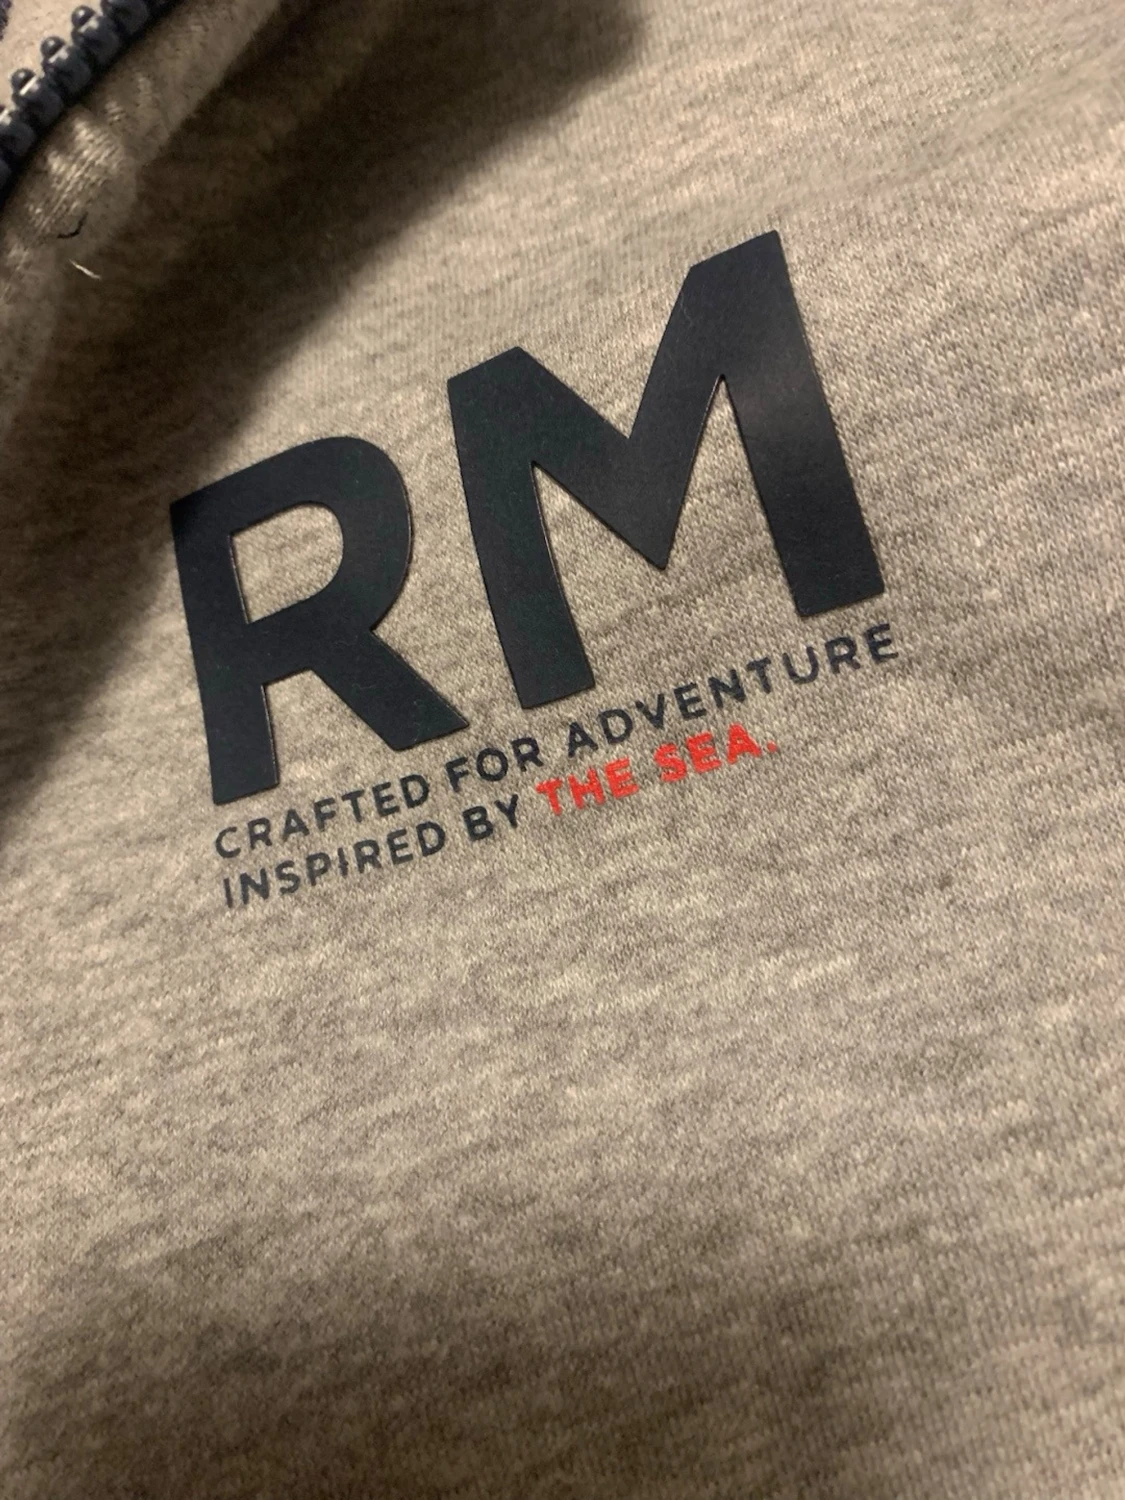 RM
CRAFTED FOR ADVENTURE
INSPIRED BY THE SEA.